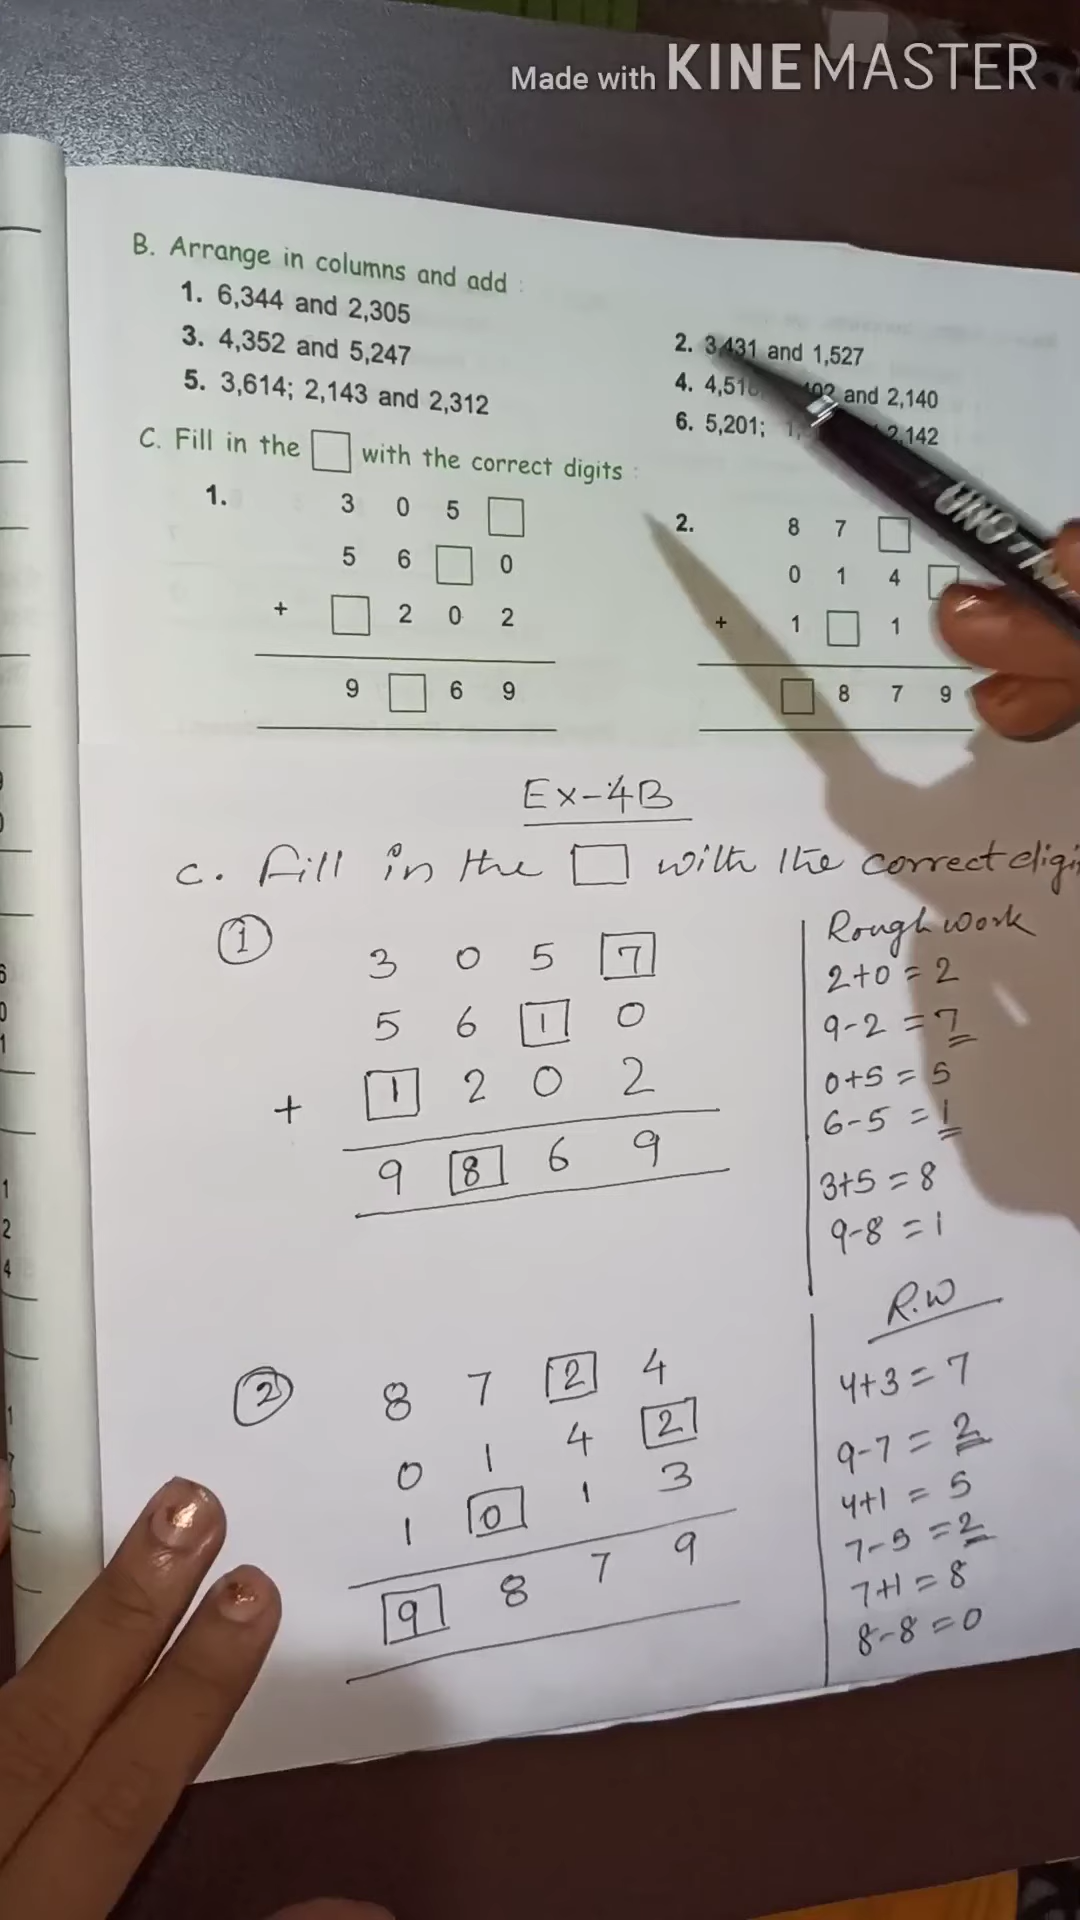 Made with KINEMASTER
B. Arrange in columns and add :
1. 6,344 and 2,305
2. 3,431 and 1,527
3. 4,352 and 5,247
4. 4,51 and 2,140
5. 3,614; 2,143 and 2,312
6. 5,201; 2,142
C. Fill in the □ with the correct digits :
1.
3 0 5 □
5 6 □ 0
+ □ 2 0 2
9 □ 6 9
2.
8 7 □
0 1 4 □
+ 1 □ 1
□ 8 7 9
UNO
Ex-4B
C. Fill in the □ with the correct
1
3 0 5 7
5 6 1 0
+ 1 2 0 2
9 8 6 9
Rough work
2+0 = 2
9-2 = 7
0+5 = 5
6-5 = 1
3+5 = 8
9-8 = 1
2
8 7 2 4
0 1 4 2
1 0 1 3
9 8 7 9
R.W
4+3 = 7
9-7 = 2
4+1 = 5
7-5 = 2
7+1 = 8
8-8 = 0